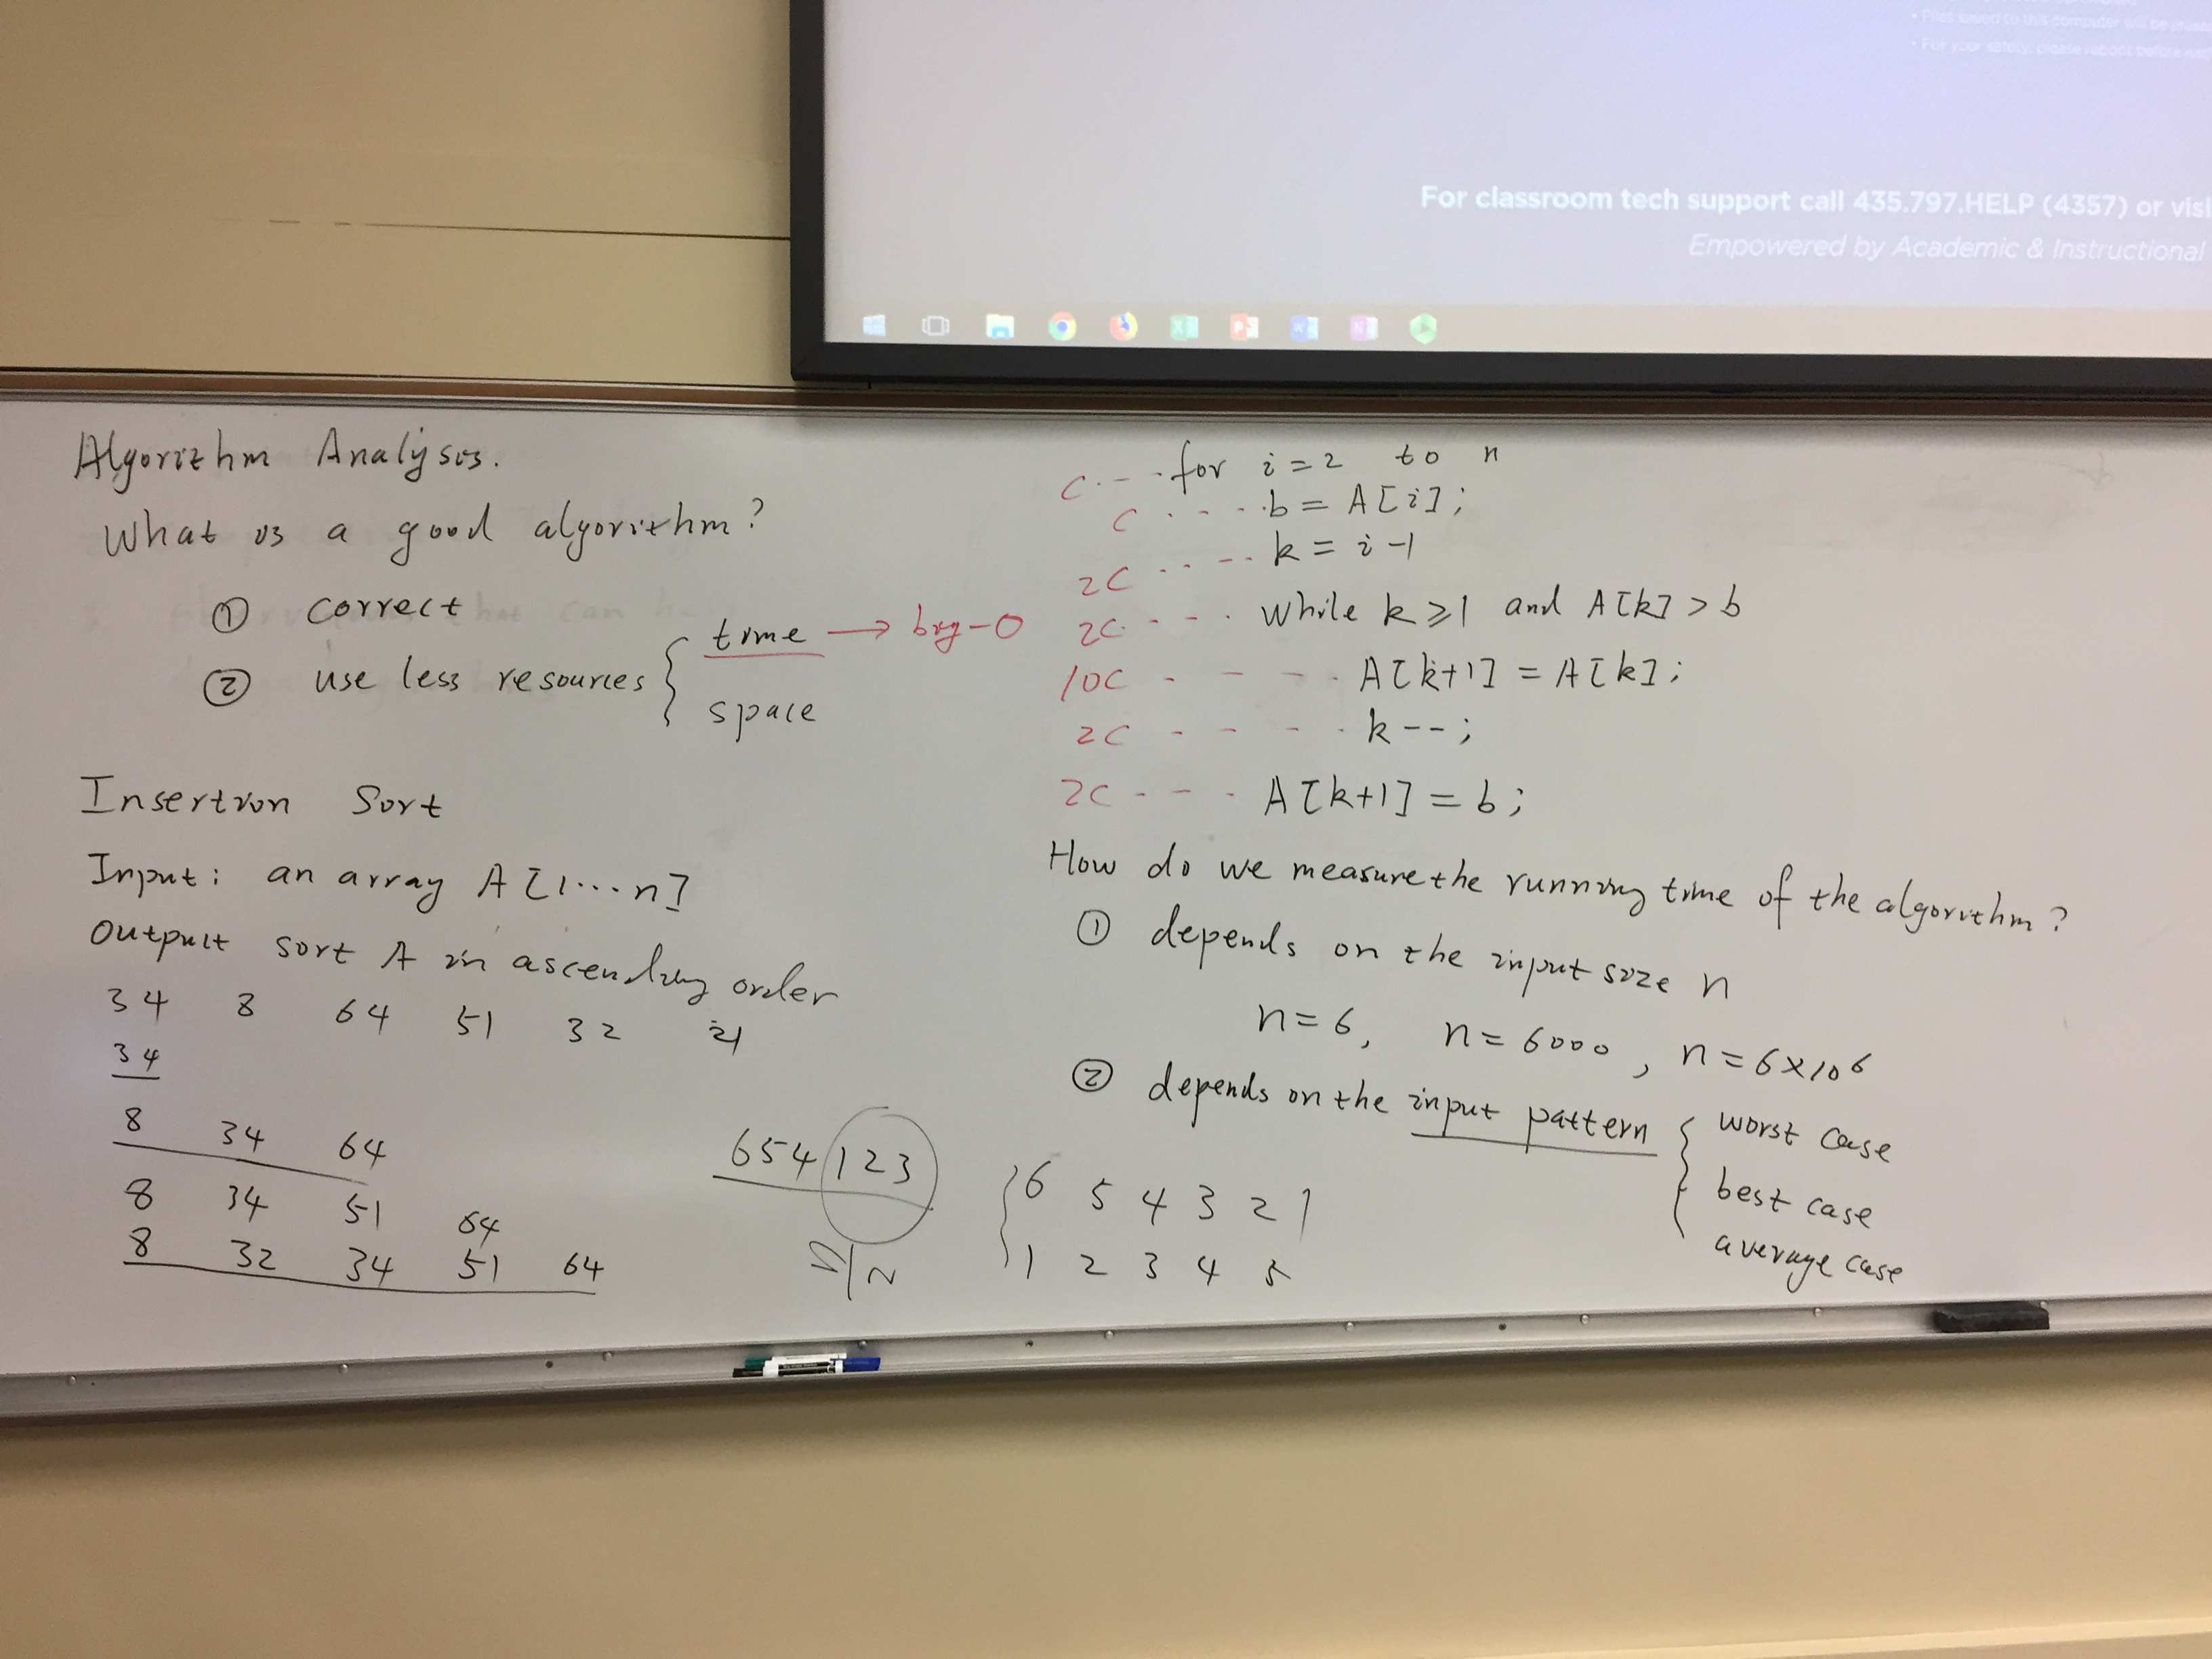 • Files saved to this computer will be
• For your safety, please reboot before
For classroom tech support call 435.797.HELP (4357) or visi
Empowered by Academic & Instructional
Algorithm Analysis.
What is a good algorithm?
① correct
② use less resources { time → big-O
space
Insertion Sort
Input: an array A[1...n]
Output sort A in ascending order
34 8 64 51 32 21
34
8 34 64
8 34 51 64
8 32 34 51 64
654 123
C for i=2 to n
C b = A[i];
2C k = i-1
2C while k≥1 and A[k] > b
10C A[k+1] = A[k];
2C k--;
2C A[k+1] = b;
How do we measure the running time of the algorithm?
① depends on the input size n
n=6, n=6000, n=6×10⁶
② depends on the input pattern { worst case
best case
average case
{ 6 5 4 3 2 1
1 2 3 4 5